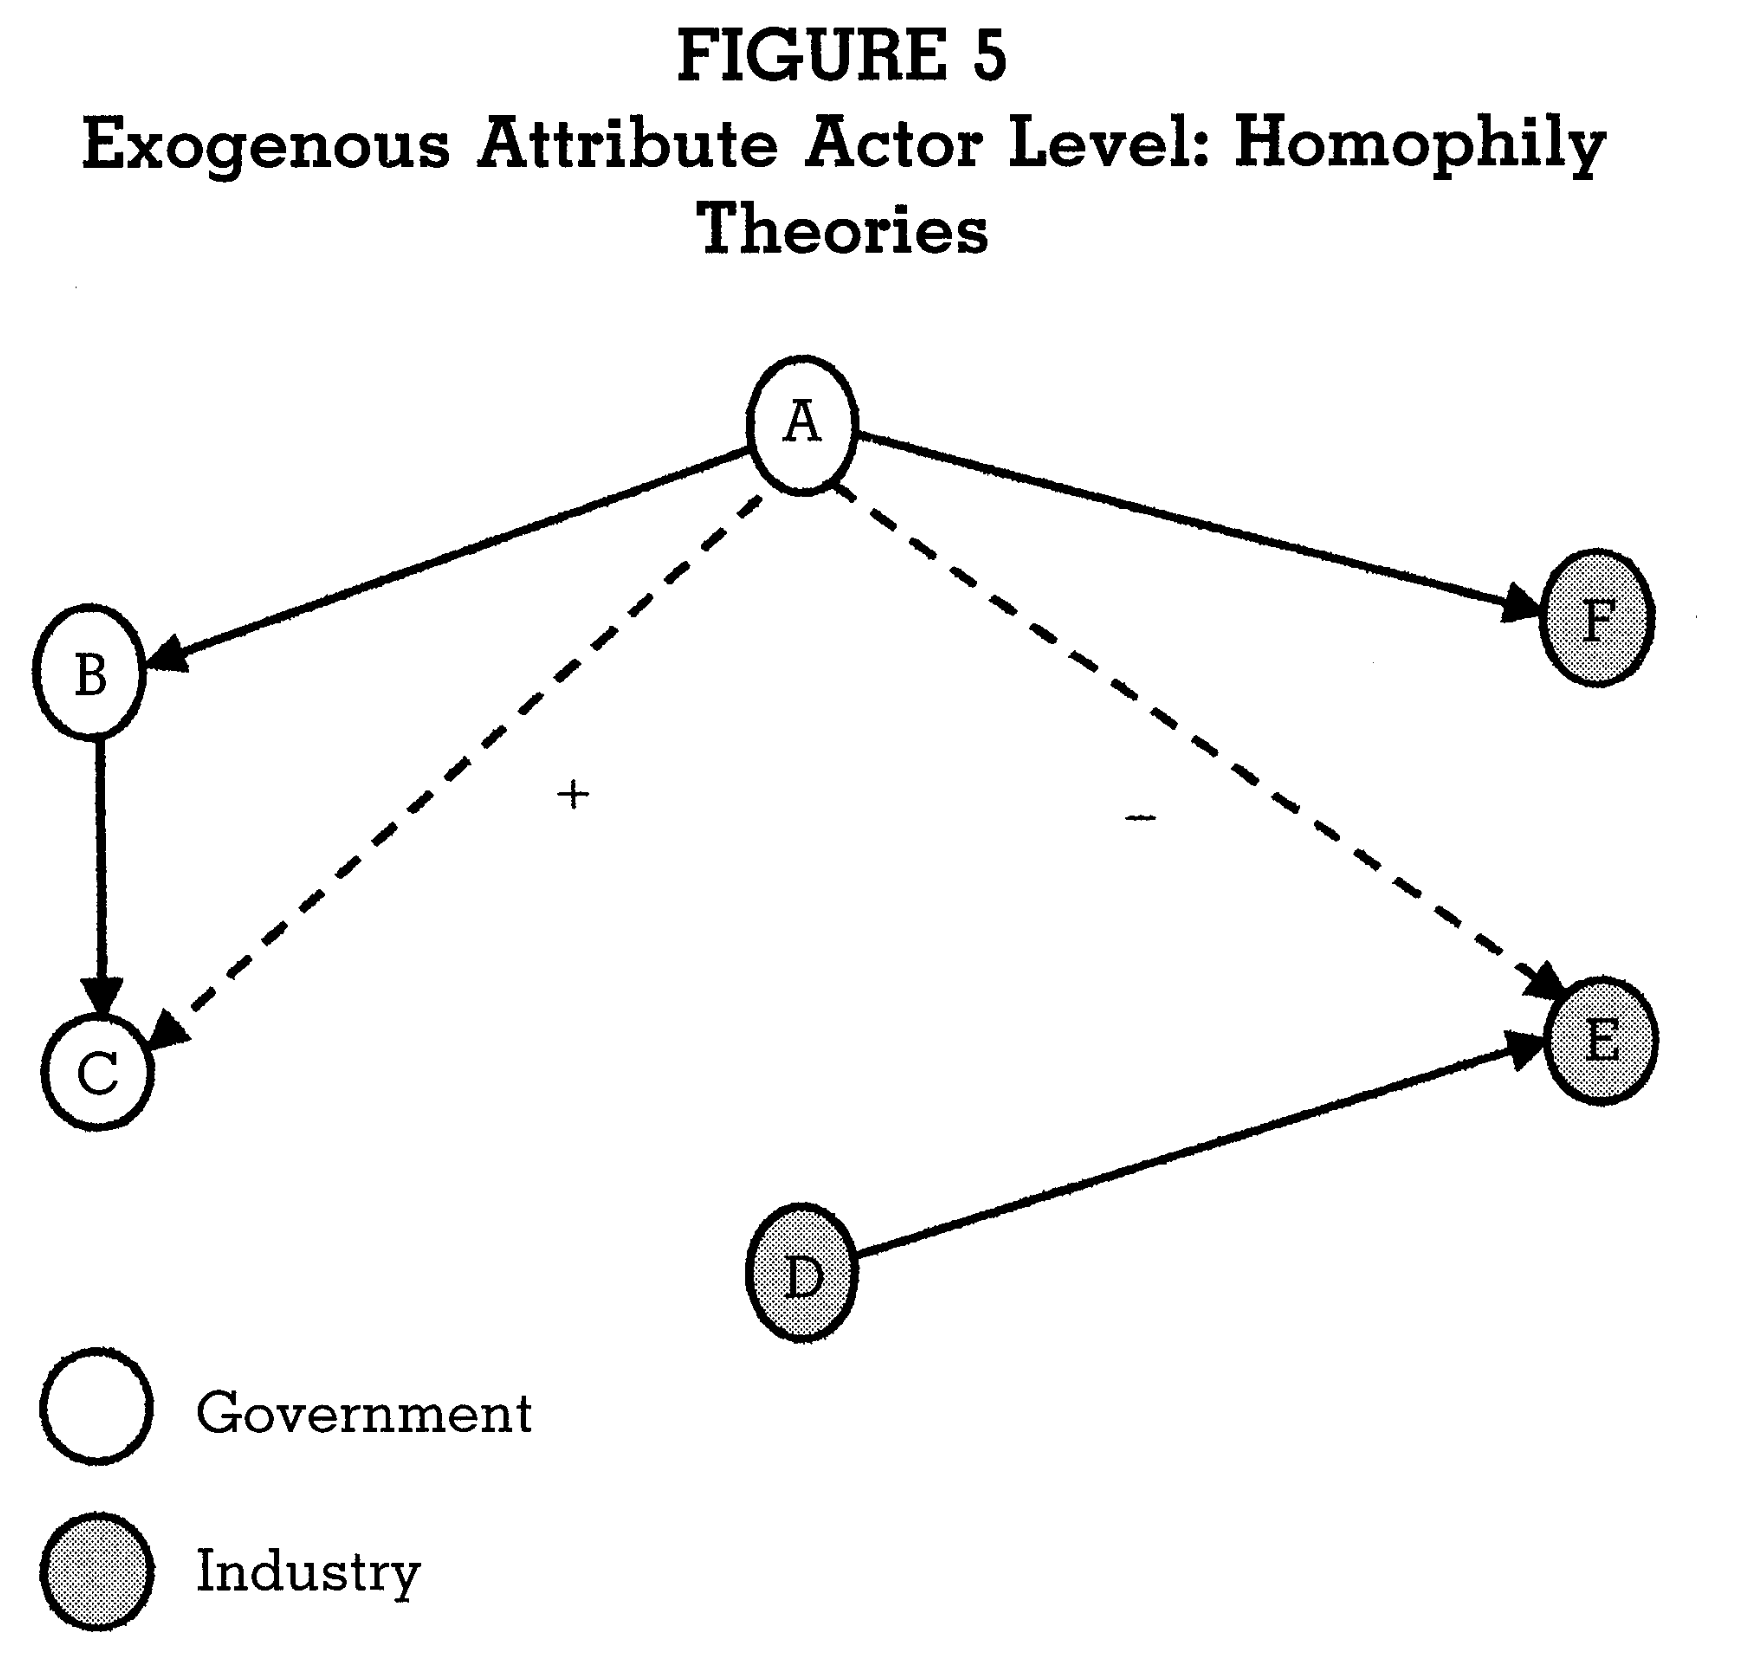 FIGURE 5
Exogenous Attribute Actor Level: Homophily
Theories
A
F
B
+
−
E
C
D
Government
Industry